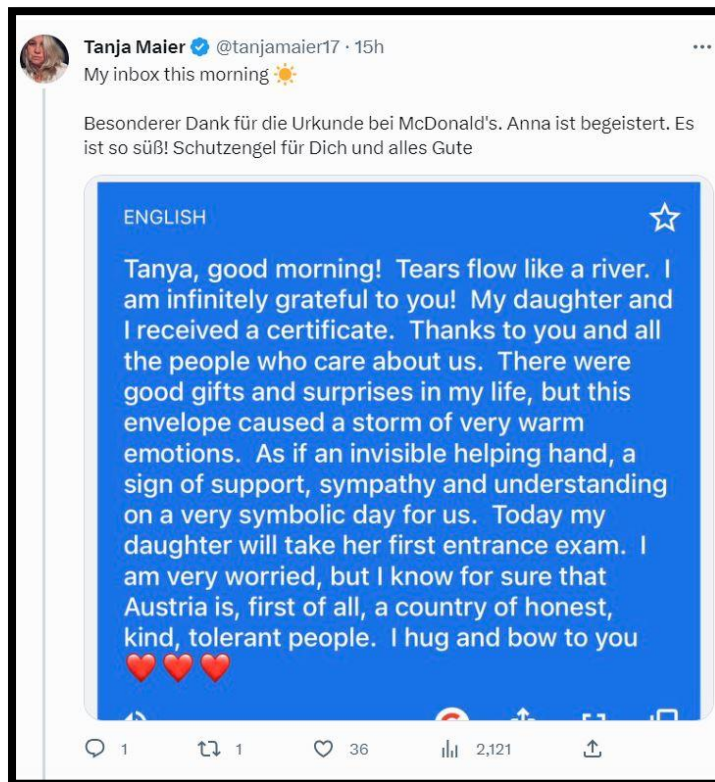 Tanja Maier @tanjamaier17 · 15h
My inbox this morning ☀️
Besonderer Dank für die Urkunde bei McDonald's. Anna ist begeistert. Es
ist so süß! Schutzengel für Dich und alles Gute
ENGLISH
Tanya, good morning! Tears flow like a river. I
am infinitely grateful to you! My daughter and
I received a certificate. Thanks to you and all
the people who care about us. There were
good gifts and surprises in my life, but this
envelope caused a storm of very warm
emotions. As if an invisible helping hand, a
sign of support, sympathy and understanding
on a very symbolic day for us. Today my
daughter will take her first entrance exam. I
am very worried, but I know for sure that
Austria is, first of all, a country of honest,
kind, tolerant people. I hug and bow to you
❤️❤️❤️
1 1 36 2,121